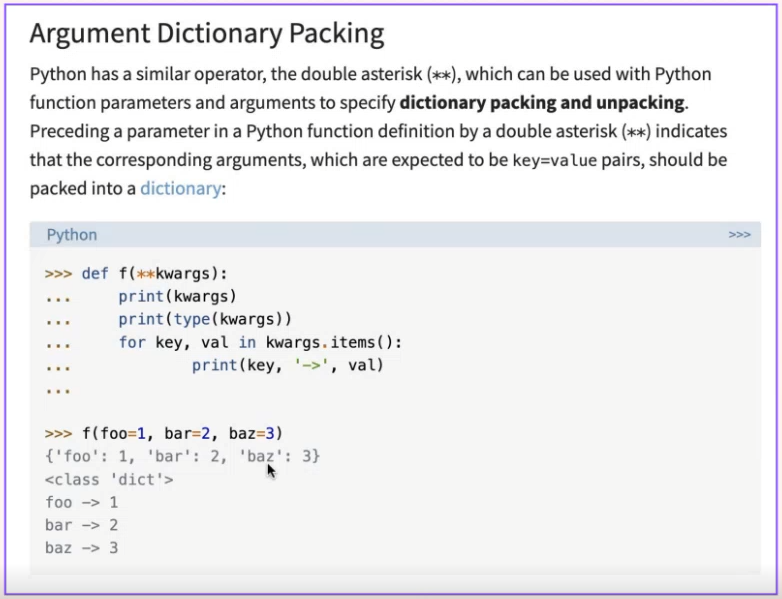 Argument Dictionary Packing
Python has a similar operator, the double asterisk (**), which can be used with Python
function parameters and arguments to specify dictionary packing and unpacking.
Preceding a parameter in a Python function definition by a double asterisk (**) indicates
that the corresponding arguments, which are expected to be key=value pairs, should be
packed into a dictionary:
Python >>>
>>> def f(**kwargs):
...     print(kwargs)
...     print(type(kwargs))
...     for key, val in kwargs.items():
...             print(key, '->', val)
...
>>> f(foo=1, bar=2, baz=3)
{'foo': 1, 'bar': 2, 'baz': 3}
<class 'dict'>
foo -> 1
bar -> 2
baz -> 3